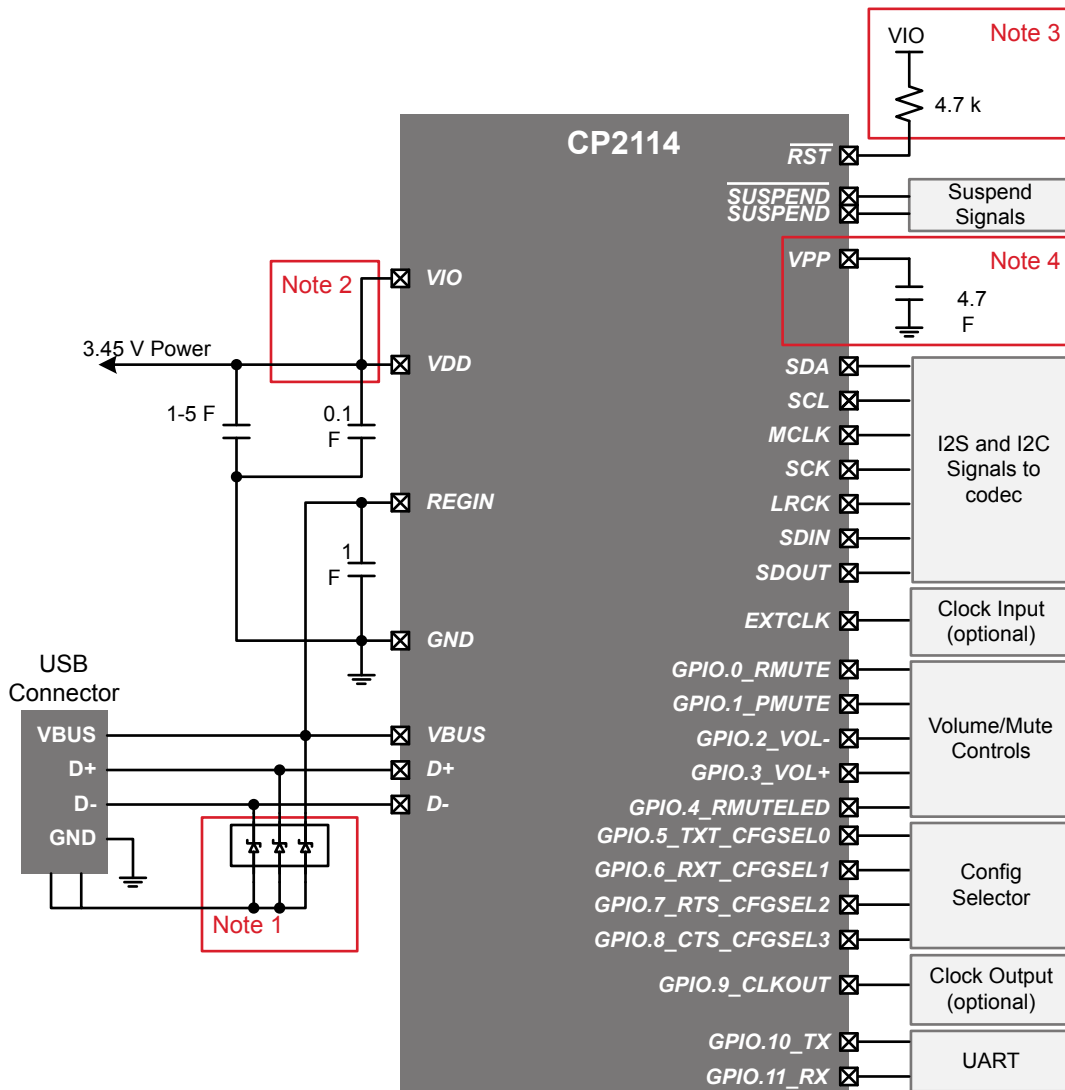 VIO
Note 3
4.7 k
CP2114
RST
SUSPEND
SUSPEND
Suspend
Signals
VPP
Note 4
4.7
F
Note 2
VIO
3.45 V Power
VDD
1-5 F
0.1
F
SDA
SCL
MCLK
SCK
LRCK
SDIN
SDOUT
I2S and I2C
Signals to
codec
REGIN
1
F
EXTCLK
Clock Input
(optional)
GND
USB
Connector
VBUS
D+
D-
GND
VBUS
D+
D-
Note 1
GPIO.0_RMUTE
GPIO.1_PMUTE
GPIO.2_VOL-
GPIO.3_VOL+
GPIO.4_RMUTELED
Volume/Mute
Controls
GPIO.5_TXT_CFGSEL0
GPIO.6_RXT_CFGSEL1
GPIO.7_RTS_CFGSEL2
GPIO.8_CTS_CFGSEL3
Config
Selector
GPIO.9_CLKOUT
Clock Output
(optional)
GPIO.10_TX
GPIO.11_RX
UART